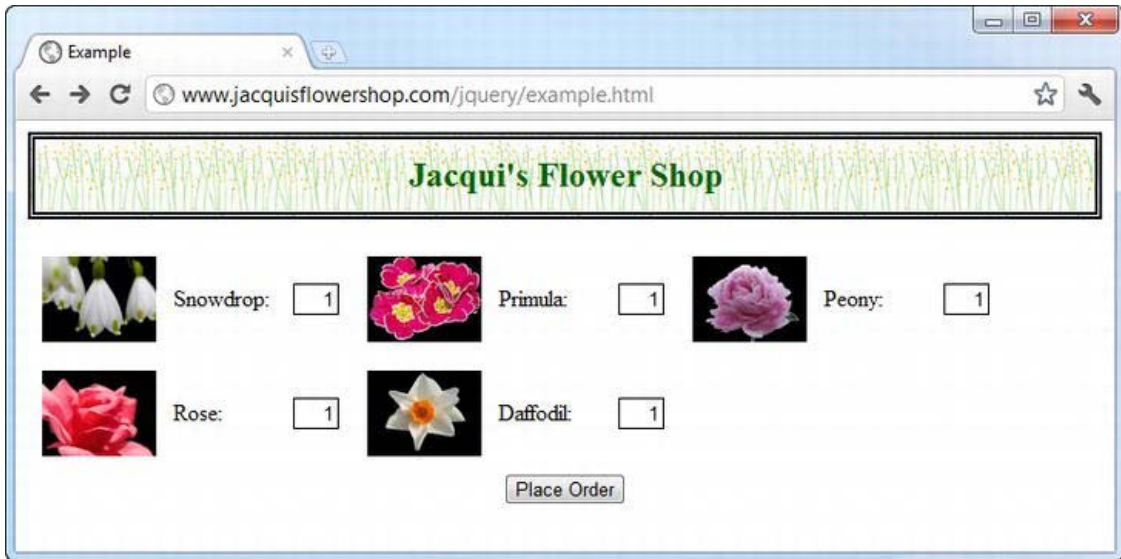 Example
www.jacquisflowershop.com/jquery/example.html
Jacqui's Flower Shop
Snowdrop: 1 Primula: 1 Peony: 1
Rose: 1 Daffodil: 1
Place Order